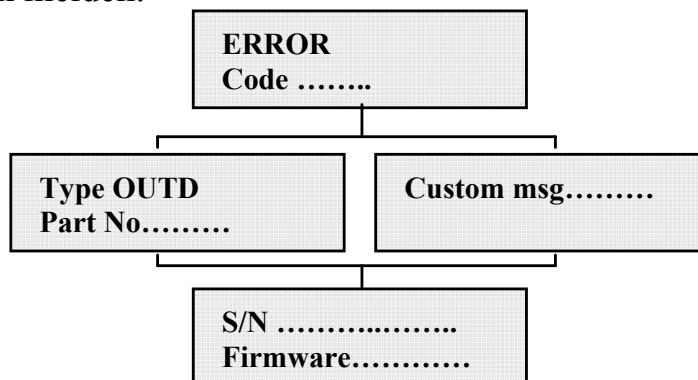 ERROR
Code ……..
Type OUTD
Part No………
Custom msg………
S/N ………..……..
Firmware…………